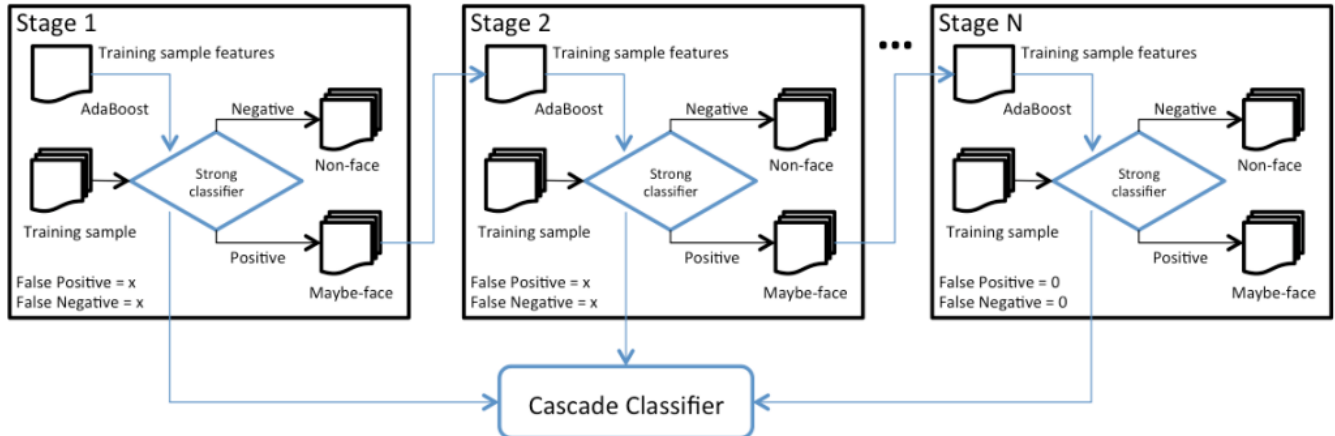 Stage 1
Training sample features
AdaBoost
Negative
Non-face
Strong
classifier
Training sample
Positive
Maybe-face
False Positive = x
False Negative = x
Stage 2
Training sample features
AdaBoost
Negative
Non-face
Strong
classifier
Training sample
Positive
Maybe-face
False Positive = x
False Negative = x
...
Stage N
Training sample features
AdaBoost
Negative
Non-face
Strong
classifier
Training sample
Positive
Maybe-face
False Positive = 0
False Negative = 0
Cascade Classifier